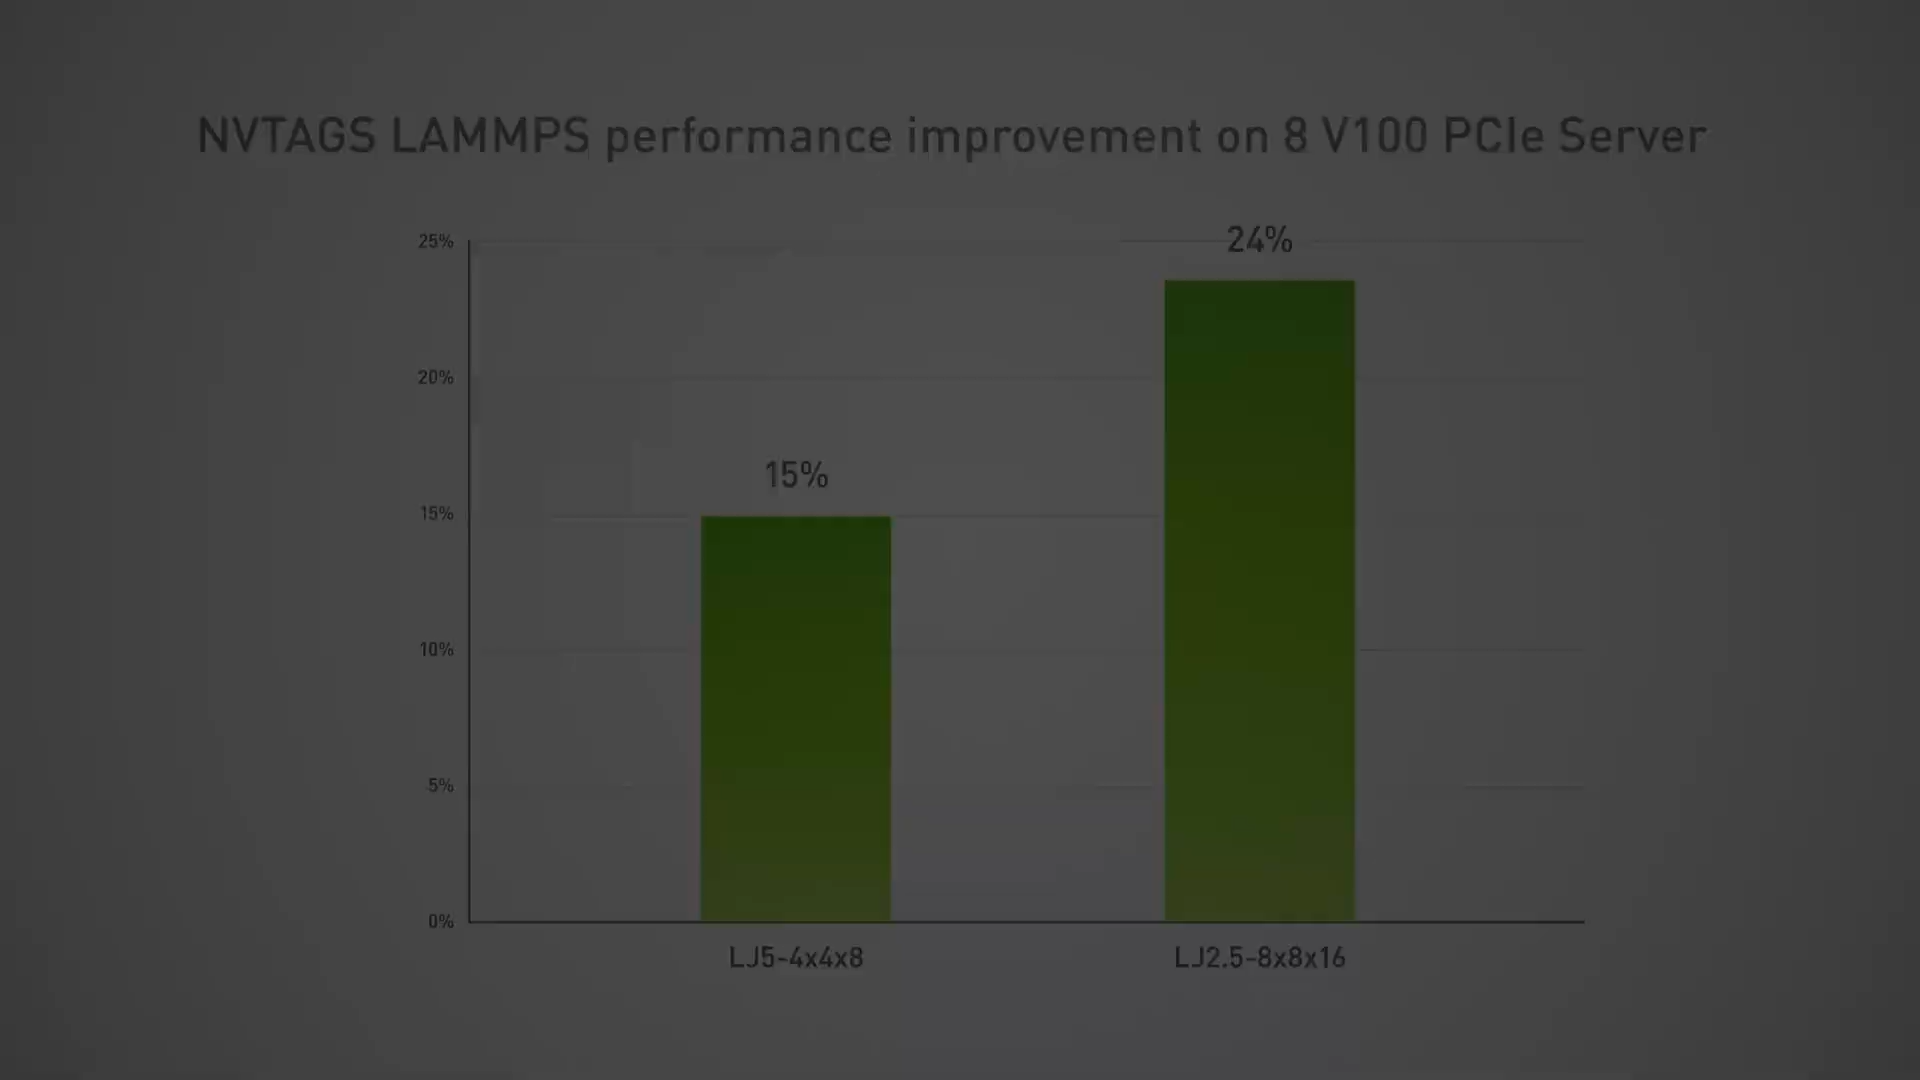 NVTAGS LAMMPS performance improvement on 8 V100 PCIe Server
25%
24%
20%
15%
15%
10%
5%
0%
LJ5-4x4x8
LJ2.5-8x8x16